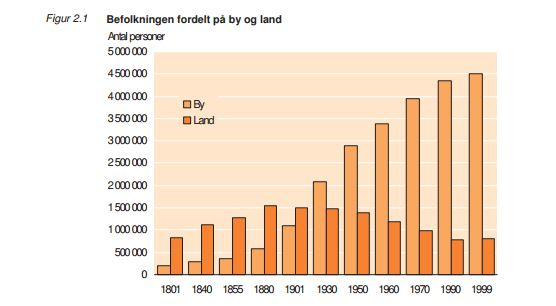 Figur 2.1 Befolkningen fordelt på by og land
Antal personer
5 000 000
4 500 000
4 000 000
3 500 000
3 000 000
2 500 000
2 000 000
1 500 000
1 000 000
500 000
0
By
Land
1801 1840 1855 1880 1901 1930 1950 1960 1970 1990 1999